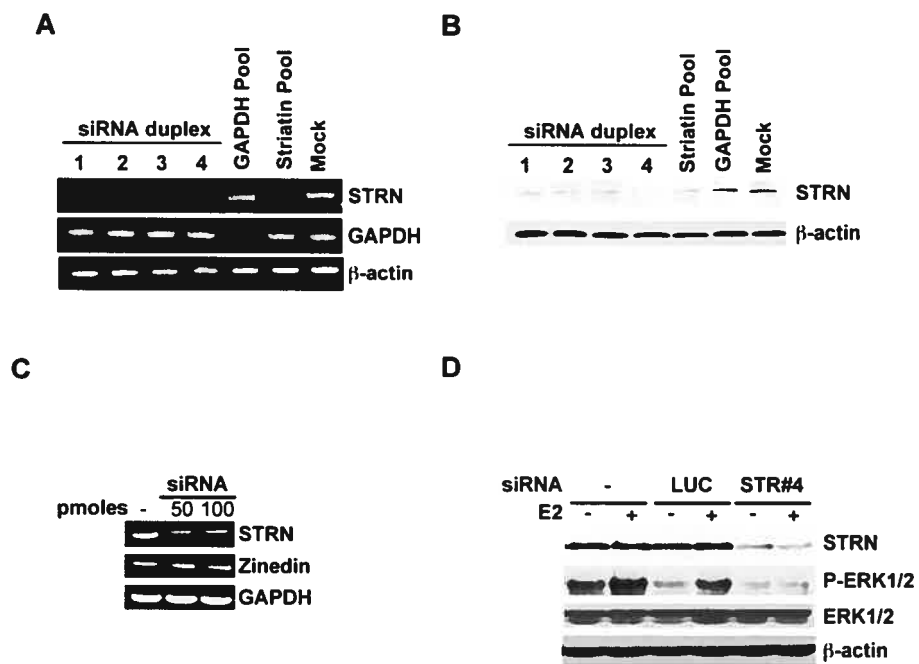 A
siRNA duplex
GAPDH Pool
Striatin Pool
Mock
1 2 3 4
STRN
GAPDH
β-actin
B
siRNA duplex
Striatin Pool
GAPDH Pool
Mock
1 2 3 4
STRN
β-actin
C
siRNA
pmoles - 50 100
STRN
Zinedin
GAPDH
D
siRNA - LUC STR#4
E2 - + - + - +
STRN
P-ERK1/2
ERK1/2
β-actin